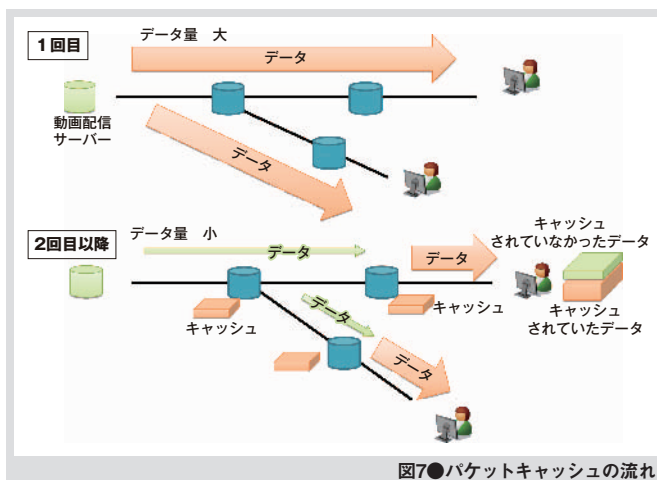 1回目
データ量 大
データ
動画配信
サーバー
データ
2回目以降
データ量 小
データ
データ
キャッシュ
されていなかったデータ
キャッシュ
データ
キャッシュ
データ
キャッシュ
されていたデータ
図7●パケットキャッシュの流れ